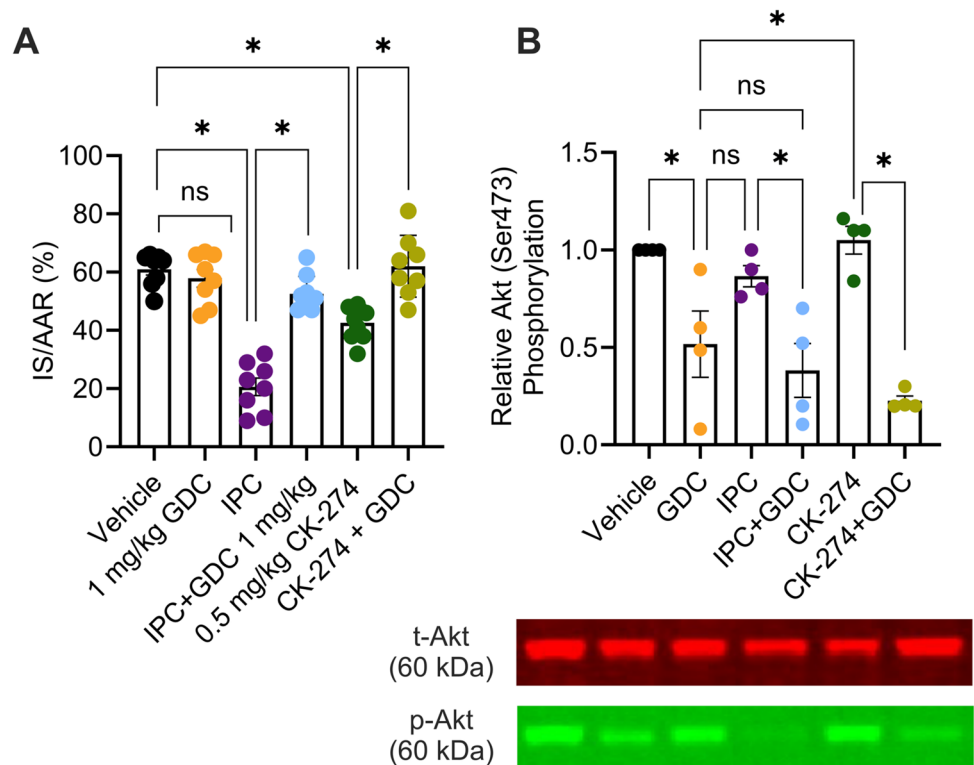 A
*
*
*
*
ns
100
80
60
40
20
0
IS/AAR (%)
Vehicle
1 mg/kg GDC
IPC
IPC+GDC 1 mg/kg
0.5 mg/kg CK-274
CK-274 + GDC
B
*
ns
*
ns
*
*
1.5
1.0
0.5
0.0
Relative Akt (Ser473)
Phosphorylation
Vehicle
GDC
IPC
IPC+GDC
CK-274
CK-274+GDC
t-Akt
(60 kDa)
p-Akt
(60 kDa)